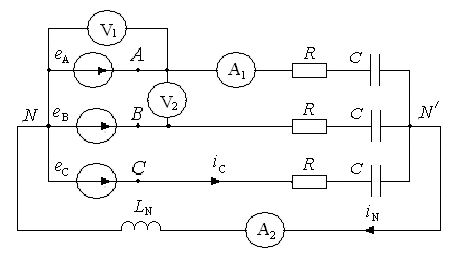 V1
eA A A1 R C
V2
N eB B R C N′
eC C iC R C
LN A2 iN